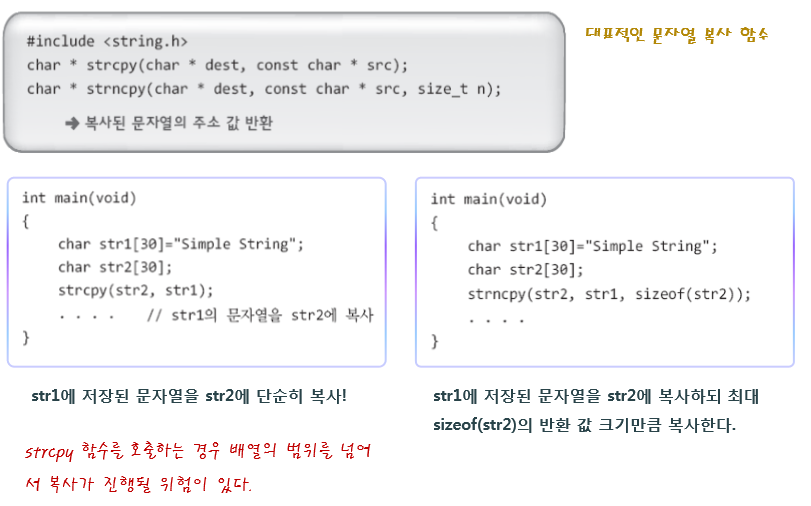 대표적인 문자열 복사 함수
#include <string.h>
char * strcpy(char * dest, const char * src);
char * strncpy(char * dest, const char * src, size_t n);
➜ 복사된 문자열의 주소 값 반환
int main(void)
{
char str1[30]="Simple String";
char str2[30];
strcpy(str2, str1);
. . . . // str1의 문자열을 str2에 복사
}
str1에 저장된 문자열을 str2에 단순히 복사!
strcpy 함수를 호출하는 경우 배열의 범위를 넘어
서 복사가 진행될 위험이 있다.
int main(void)
{
char str1[30]="Simple String";
char str2[30];
strncpy(str2, str1, sizeof(str2));
. . . .
}
str1에 저장된 문자열을 str2에 복사하되 최대
sizeof(str2)의 반환 값 크기만큼 복사한다.